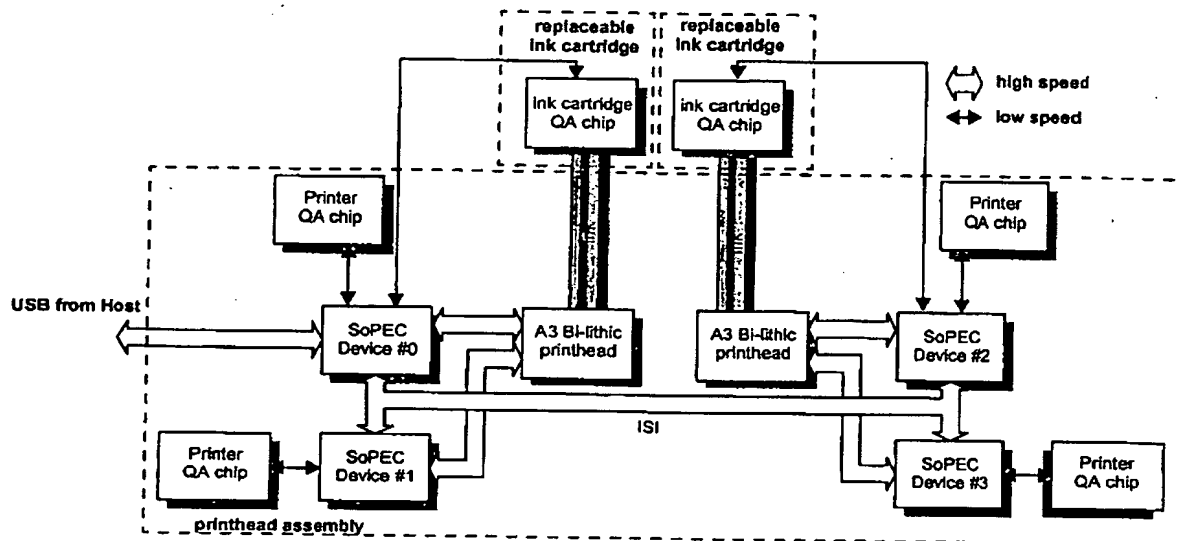 replaceable
ink cartridge
replaceable
ink cartridge
ink cartridge
QA chip
ink cartridge
QA chip
high speed
low speed
Printer
QA chip
Printer
QA chip
USB from Host
SoPEC
Device #0
A3 Bi-lithic
printhead
A3 Bi-lithic
printhead
SoPEC
Device #2
ISI
Printer
QA chip
SoPEC
Device #1
SoPEC
Device #3
Printer
QA chip
printhead assembly